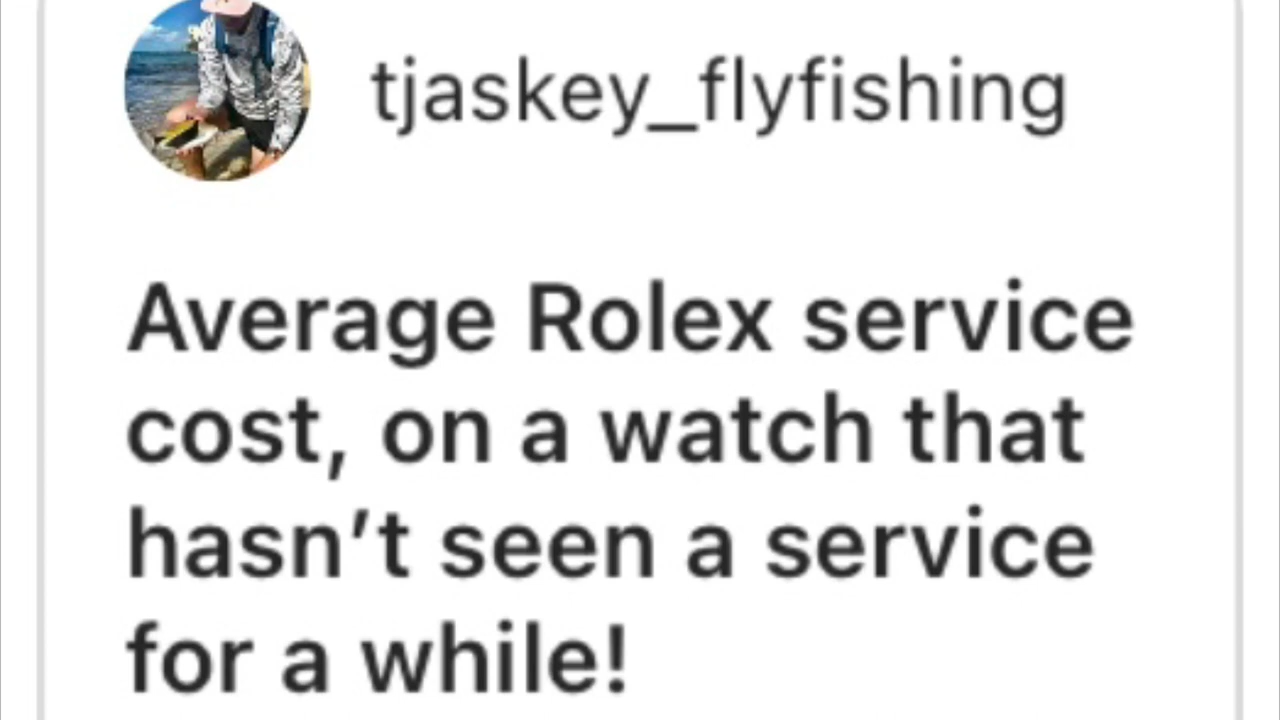 tjaskey_flyfishing
Average Rolex service
cost, on a watch that
hasn’t seen a service
for a while!